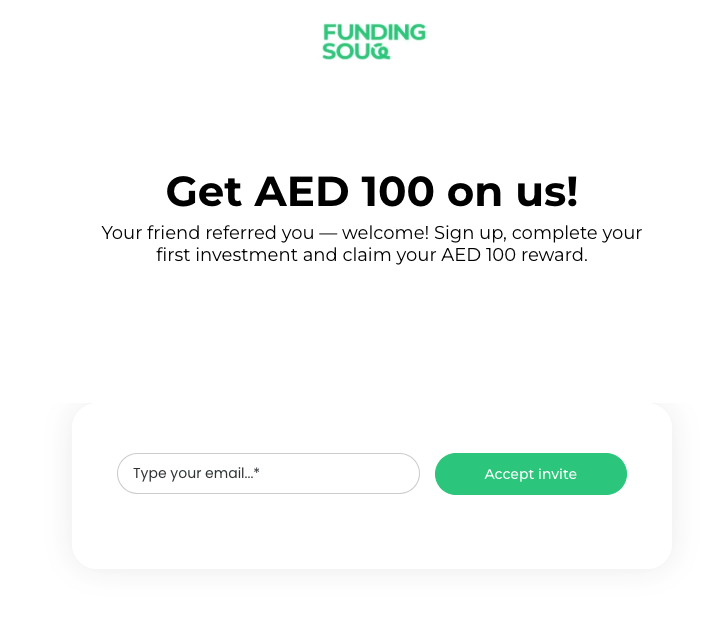 FUNDING
SOUQ
Get AED 100 on us!
Your friend referred you — welcome! Sign up, complete your
first investment and claim your AED 100 reward.
Type your email...*
Accept invite